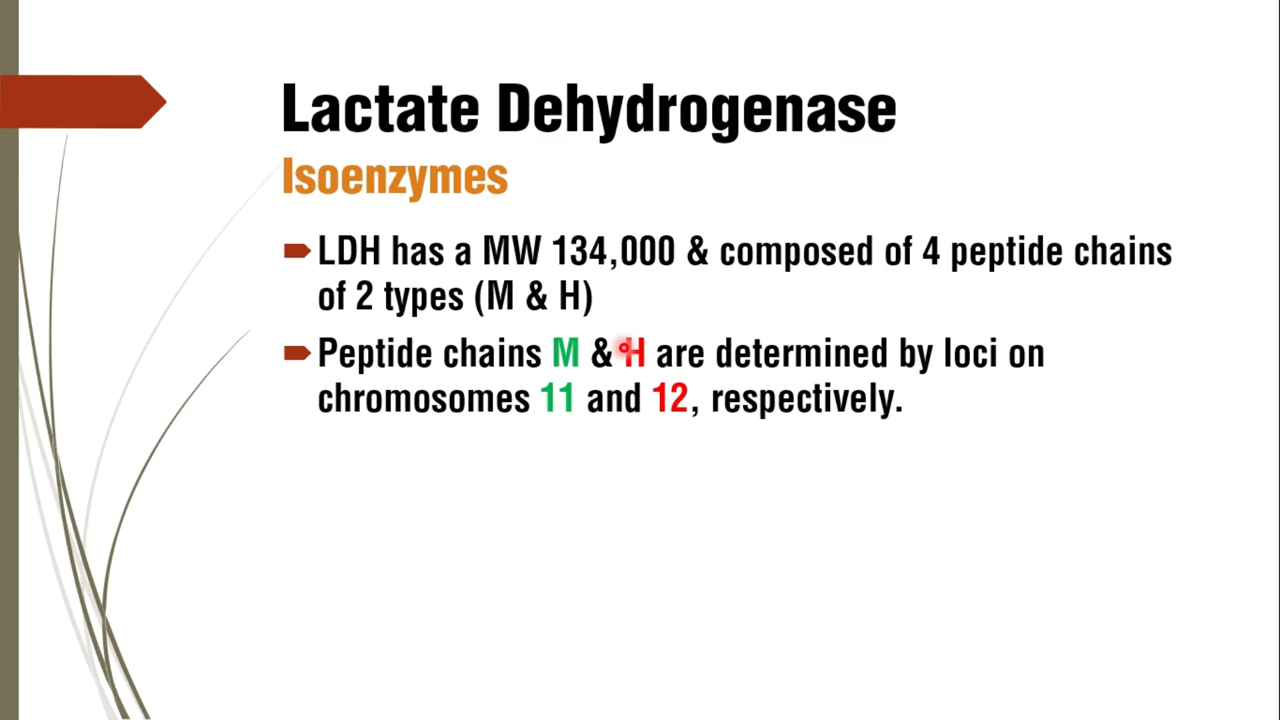 Lactate Dehydrogenase
Isoenzymes
LDH has a MW 134,000 & composed of 4 peptide chains
of 2 types (M & H)
Peptide chains M & H are determined by loci on
chromosomes 11 and 12, respectively.